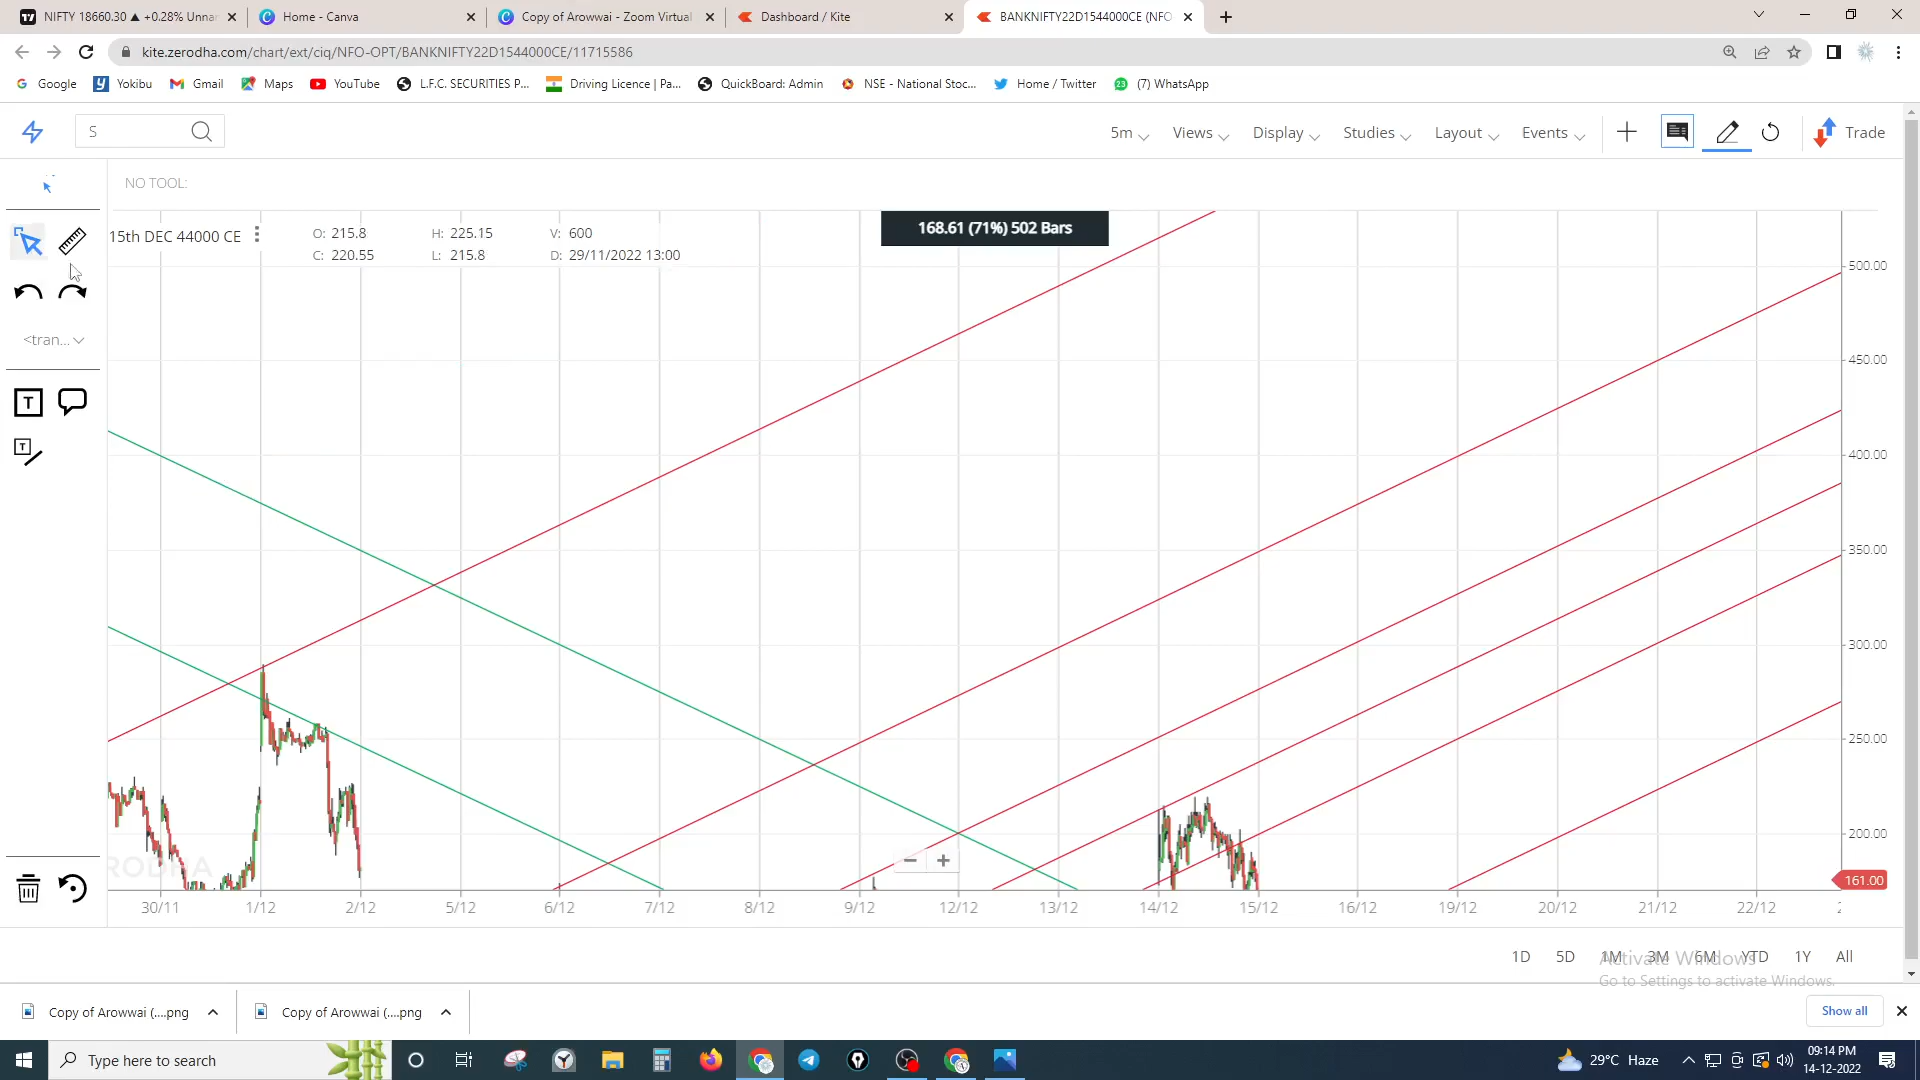 NIFTY 18660.30 ▲ +0.28% Unnar
Home - Canva
Copy of Arowwai - Zoom Virtual
Dashboard / Kite
BANKNIFTY22D1544000CE (NFO
kite.zerodha.com/chart/ext/ciq/NFO-OPT/BANKNIFTY22D1544000CE/11715586
Google
Yokibu
Gmail
Maps
YouTube
L.F.C. SECURITIES P...
Driving Licence | Pa...
QuickBoard: Admin
NSE - National Stoc...
Home / Twitter
(7) WhatsApp
S
5m
Views
Display
Studies
Layout
Events
Trade
NO TOOL:
15th DEC 44000 CE
O: 215.8
H: 225.15
V: 600
C: 220.55
L: 215.8
D: 29/11/2022 13:00
168.61 (71%) 502 Bars
<tran...
T
T
500.00
450.00
400.00
350.00
300.00
250.00
200.00
161.00
RODHA
30/11
1/12
2/12
5/12
6/12
7/12
8/12
9/12
12/12
13/12
14/12
15/12
16/12
19/12
20/12
21/12
22/12
1D
5D
1M
3M
6M
YTD
1Y
All
Activate Windows
Go to Settings to activate Windows.
Copy of Arowwai (....png
Copy of Arowwai (....png
Show all
Type here to search
29°C Haze
09:14 PM
14-12-2022